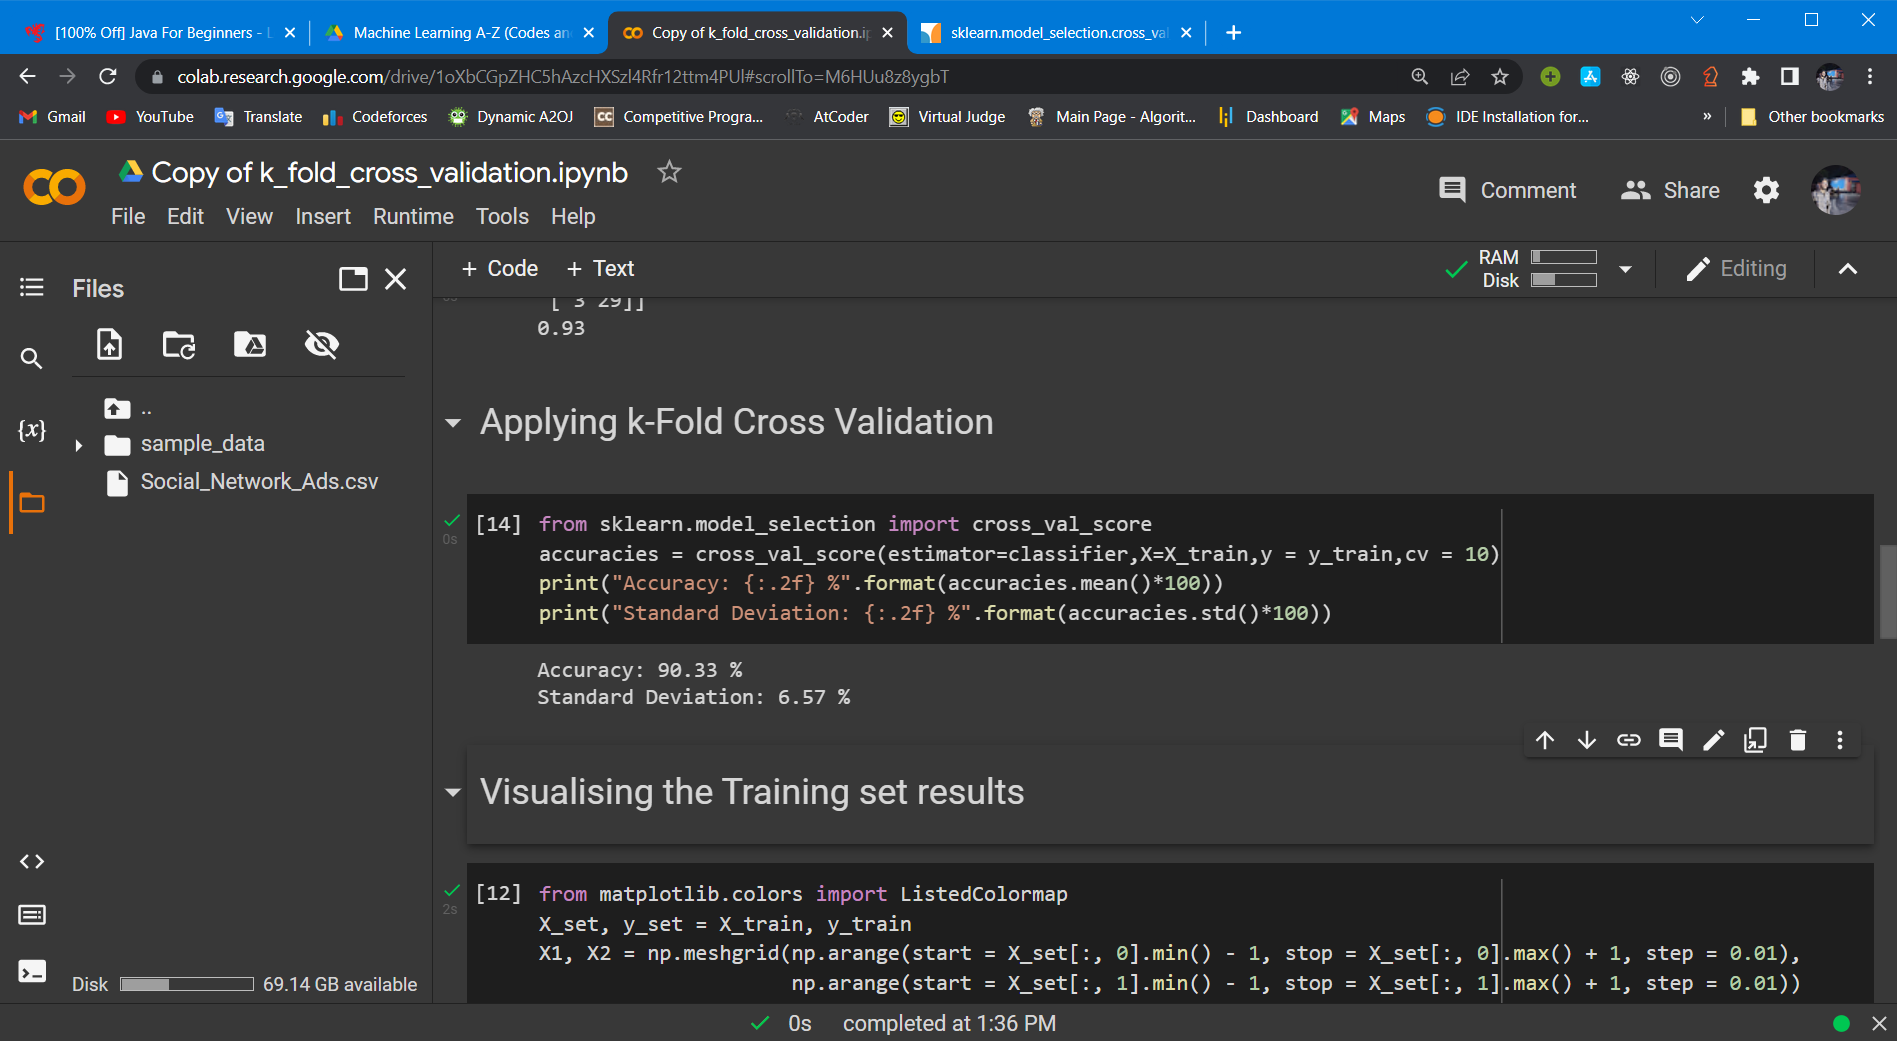 [100% Off] Java For Beginners -
Machine Learning A-Z (Codes an
Copy of k_fold_cross_validation.ip
sklearn.model_selection.cross_val
colab.research.google.com/drive/1oXbCGpZHC5hAzcHXSzl4Rfr12ttm4PUl#scrollTo=M6HUu8z8ygbT
Gmail YouTube Translate Codeforces Dynamic A2OJ Competitive Progra... AtCoder Virtual Judge Main Page - Algorit... Dashboard Maps IDE Installation for... » Other bookmarks
Copy of k_fold_cross_validation.ipynb
File Edit View Insert Runtime Tools Help
Comment Share
Files
+ Code + Text
RAM
Disk
Editing
..
sample_data
Social_Network_Ads.csv
Disk 69.14 GB available
[ 3 29]]
0.93
Applying k-Fold Cross Validation
0s
[14] from sklearn.model_selection import cross_val_score
accuracies = cross_val_score(estimator=classifier,X=X_train,y = y_train,cv = 10)
print("Accuracy: {:.2f} %".format(accuracies.mean()*100))
print("Standard Deviation: {:.2f} %".format(accuracies.std()*100))
Accuracy: 90.33 %
Standard Deviation: 6.57 %
Visualising the Training set results
2s
[12] from matplotlib.colors import ListedColormap
X_set, y_set = X_train, y_train
X1, X2 = np.meshgrid(np.arange(start = X_set[:, 0].min() - 1, stop = X_set[:, 0].max() + 1, step = 0.01),
np.arange(start = X_set[:, 1].min() - 1, stop = X_set[:, 1].max() + 1, step = 0.01))
0s completed at 1:36 PM